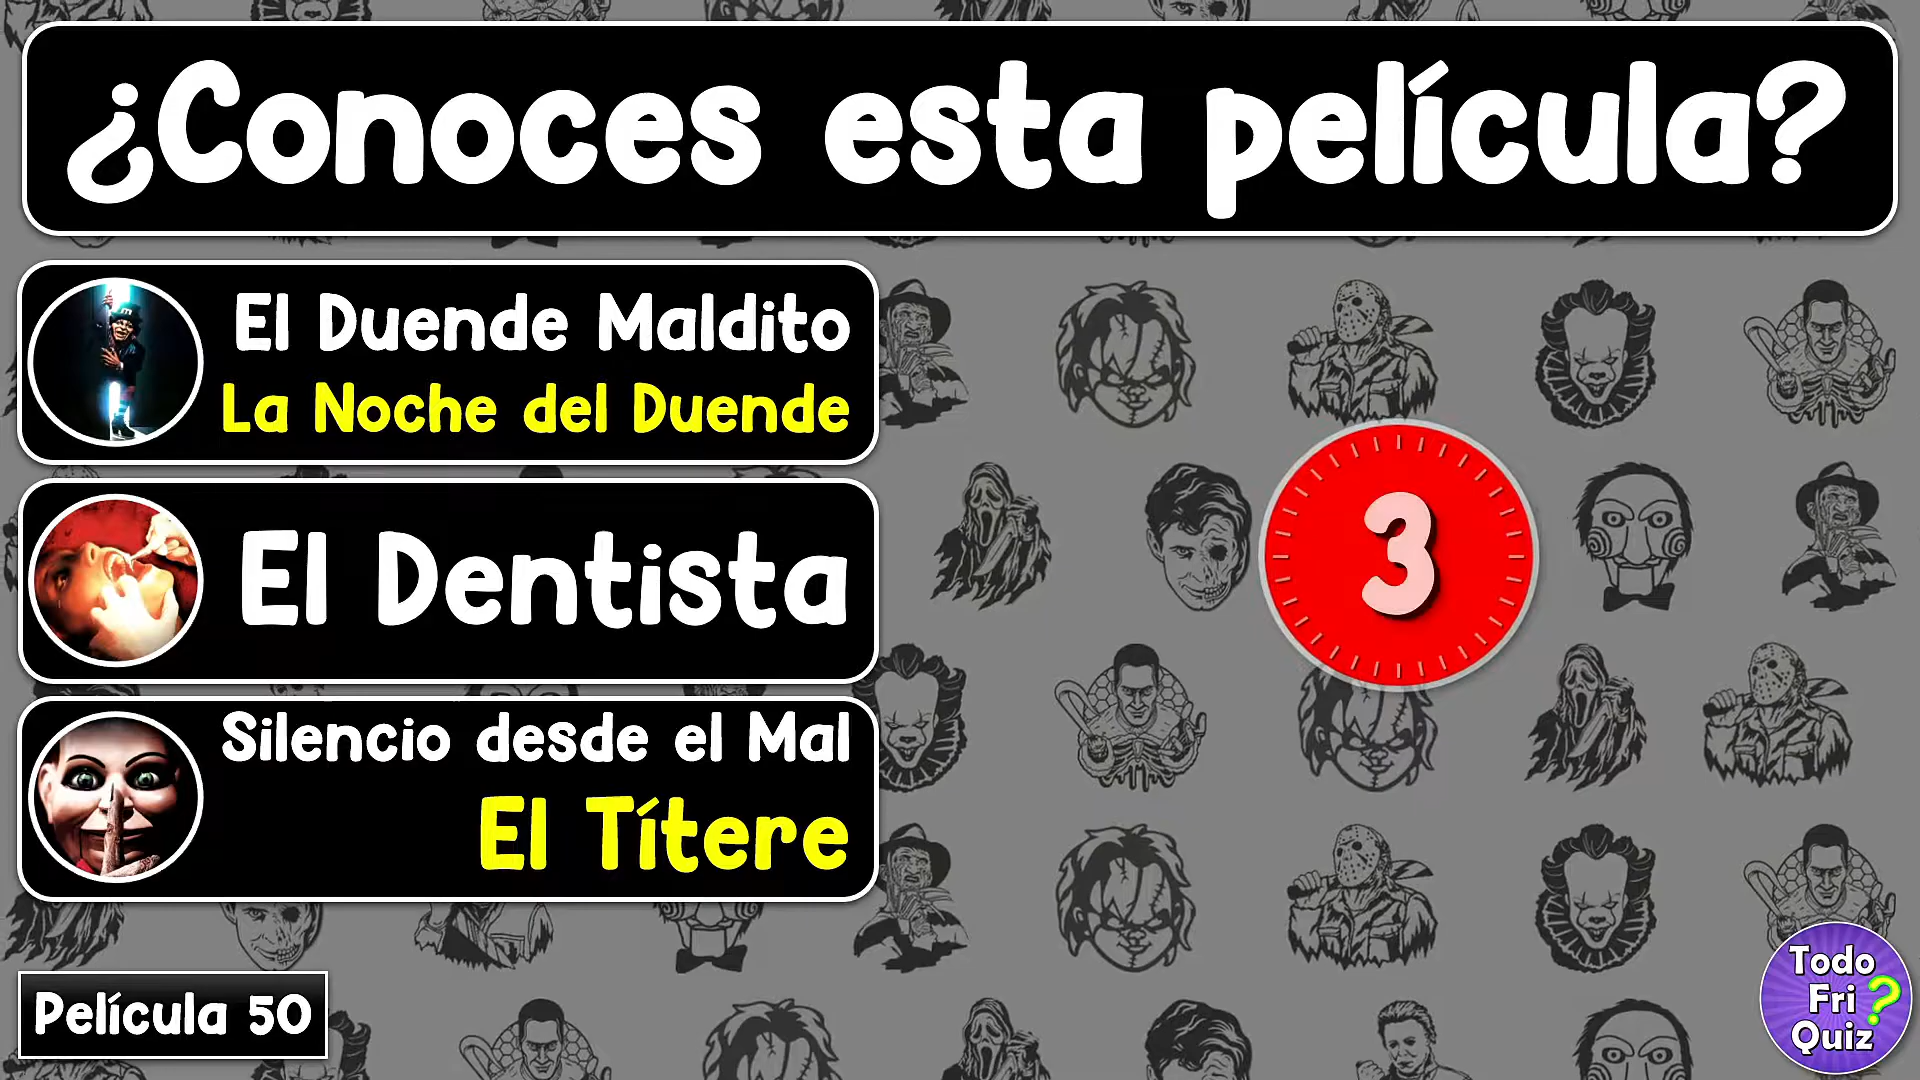 ¿Conoces esta película?
El Duende Maldito
La Noche del Duende
El Dentista
3
Silencio desde el Mal
El Títere
Película 50
Todo
Fri
Quiz
?